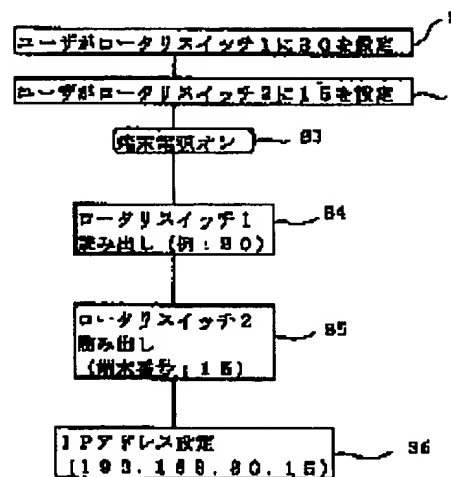 ユーザがロータリスイッチ1に30を設定
ユーザがロータリスイッチ2に15を設定
端末電源オン
83
ロータリスイッチ1
読み出し (例:30)
84
ロータリスイッチ2
読み出し
(端末番号:15)
85
IPアドレス設定
(193.168.30.15)
86